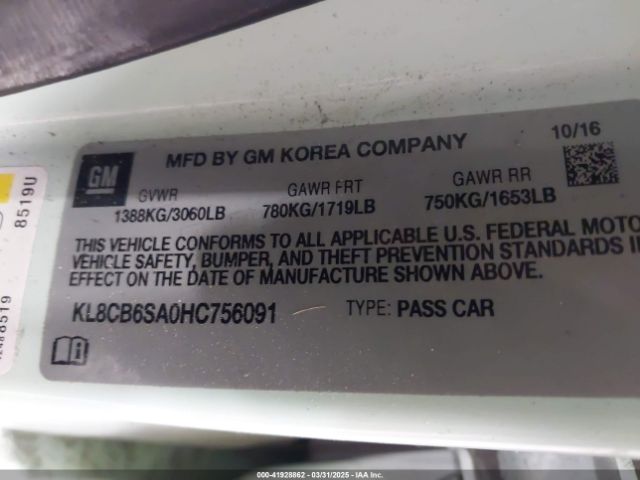 MFD BY GM KOREA COMPANY
10/16
GM
GVWR
GAWR FRT
GAWR RR
1388KG/3060LB
780KG/1719LB
750KG/1653LB
THIS VEHICLE CONFORMS TO ALL APPLICABLE U.S. FEDERAL MOTO
VEHICLE SAFETY, BUMPER, AND THEFT PREVENTION STANDARDS I
EFFECT ON THE DATE OF MANUFACTURE SHOWN ABOVE.
KL8CB6SA0HC756091
TYPE: PASS CAR
8519U
000-41928862 - 03/31/2025 - IAAI.COM